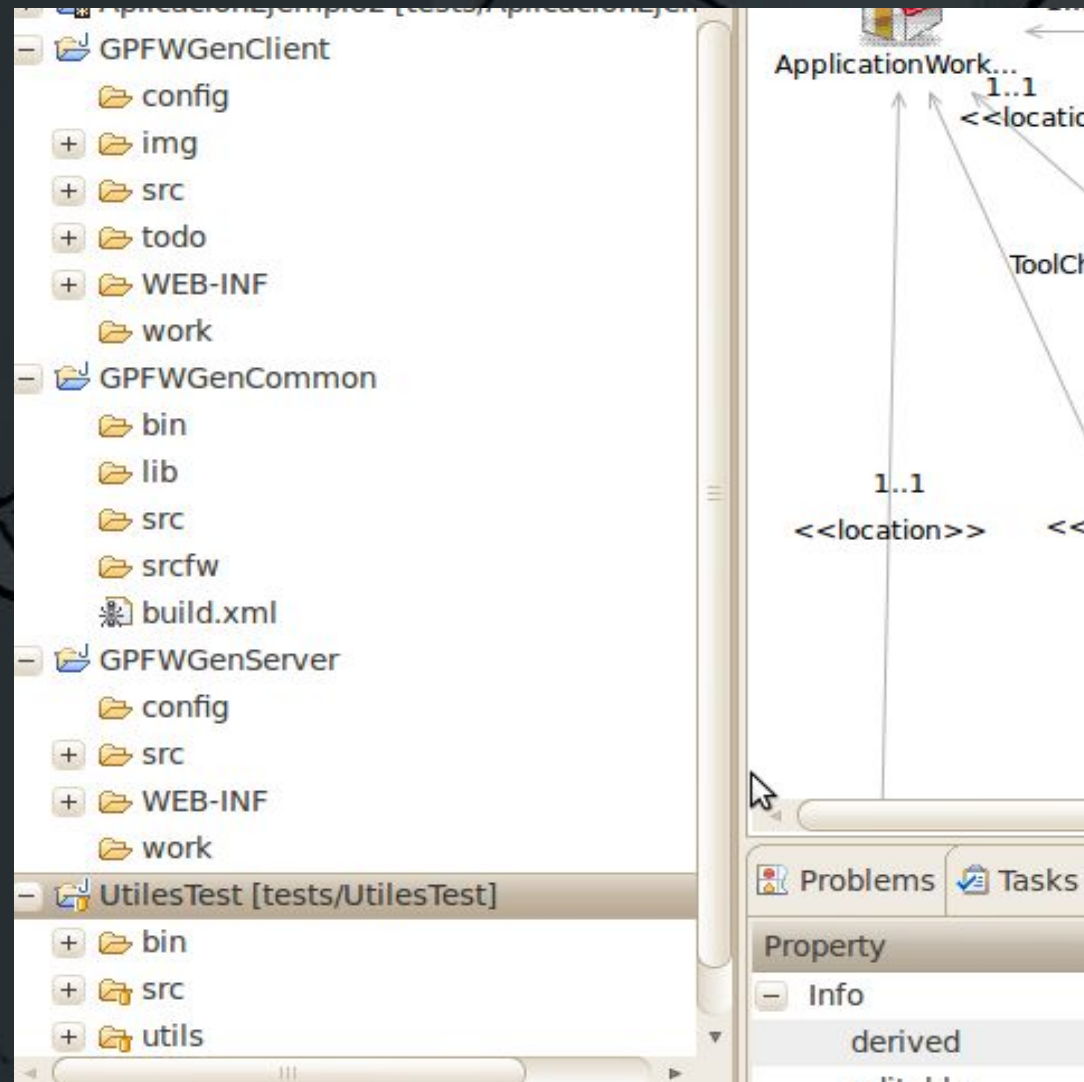 GPFWGenClient
config
img
src
todo
WEB-INF
work
GPFWGenCommon
bin
lib
src
srcfw
build.xml
GPFWGenServer
config
src
WEB-INF
work
UtilesTest [tests/UtilesTest]
bin
src
utils
ApplicationWork...
1..1
<<locatio
ToolCh
1..1
<<location>> <<
Problems Tasks
Property
Info
derived